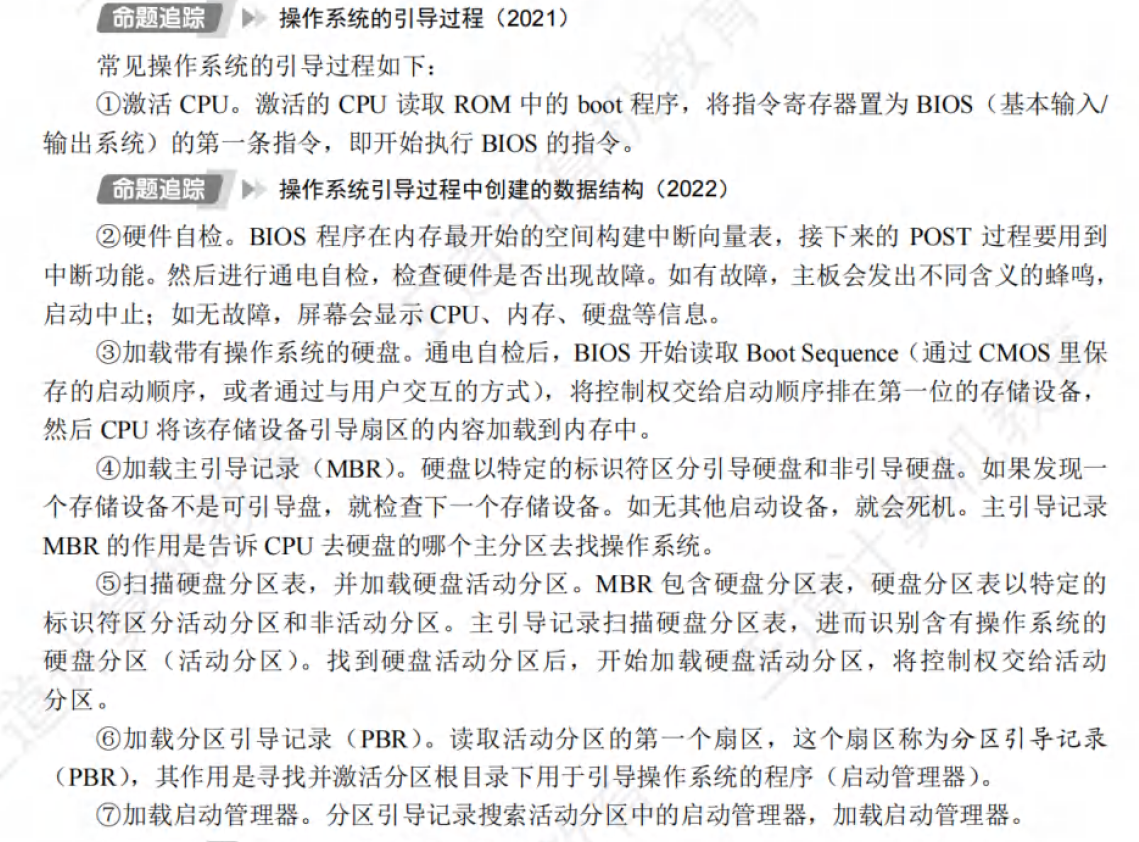 命题追踪 操作系统的引导过程（2021）
常见操作系统的引导过程如下：
①激活 CPU。激活的 CPU 读取 ROM 中的 boot 程序，将指令寄存器置为 BIOS（基本输入/
输出系统）的第一条指令，即开始执行 BIOS 的指令。
命题追踪 操作系统引导过程中创建的数据结构（2022）
②硬件自检。BIOS 程序在内存最开始的空间构建中断向量表，接下来的 POST 过程要用到
中断功能。然后进行通电自检，检查硬件是否出现故障。如有故障，主板会发出不同含义的蜂鸣，
启动中止；如无故障，屏幕会显示 CPU、内存、硬盘等信息。
③加载带有操作系统的硬盘。通电自检后，BIOS 开始读取 Boot Sequence（通过 CMOS 里保
存的启动顺序，或者通过与用户交互的方式），将控制权交给启动顺序排在第一位的存储设备，
然后 CPU 将该存储设备引导扇区的内容加载到内存中。
④加载主引导记录（MBR）。硬盘以特定的标识符区分引导硬盘和非引导硬盘。如果发现一
个存储设备不是可引导盘，就检查下一个存储设备。如无其他启动设备，就会死机。主引导记录
MBR 的作用是告诉 CPU 去硬盘的哪个主分区去找操作系统。
⑤扫描硬盘分区表，并加载硬盘活动分区。MBR 包含硬盘分区表，硬盘分区表以特定的
标识符区分活动分区和非活动分区。主引导记录扫描硬盘分区表，进而识别含有操作系统的
硬盘分区（活动分区）。找到硬盘活动分区后，开始加载硬盘活动分区，将控制权交给活动
分区。
⑥加载分区引导记录（PBR）。读取活动分区的第一个扇区，这个扇区称为分区引导记录
（PBR），其作用是寻找并激活分区根目录下用于引导操作系统的程序（启动管理器）。
⑦加载启动管理器。分区引导记录搜索活动分区中的启动管理器，加载启动管理器。